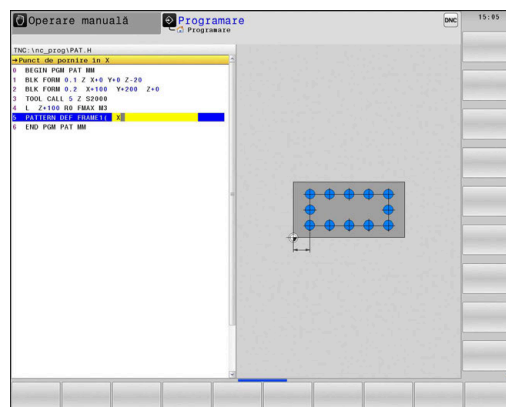 Operare manuală
Programare
Programare
DNC
15:05
TNC:\nc_prog\PAT.H
→Punct de pornire în X
0 BEGIN PGM PAT MM
1 BLK FORM 0.1 Z X+0 Y+0 Z-20
2 BLK FORM 0.2 X+100 Y+200 Z+0
3 TOOL CALL 5 Z S2000
4 L Z+100 R0 FMAX M3
5 PATTERN DEF FRAME1( X
6 END PGM PAT MM